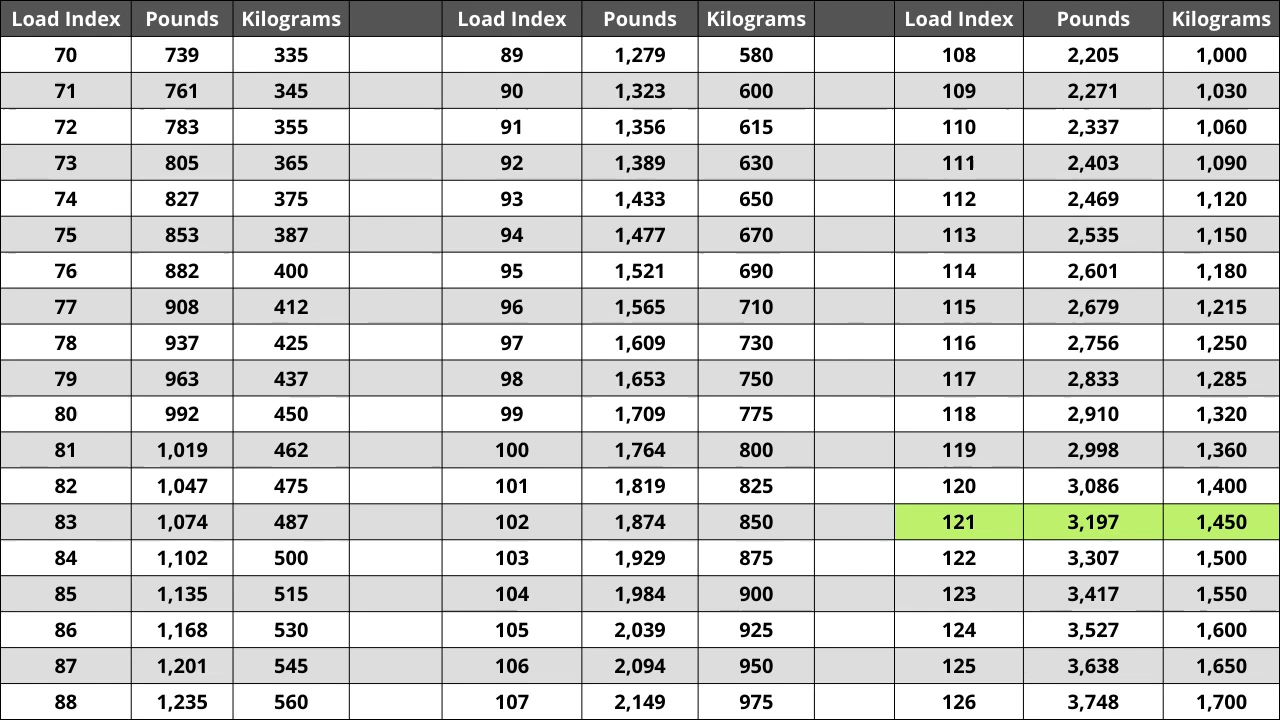 Load Index Pounds Kilograms Load Index Pounds Kilograms Load Index Pounds Kilograms
70 739 335 89 1,279 580 108 2,205 1,000
71 761 345 90 1,323 600 109 2,271 1,030
72 783 355 91 1,356 615 110 2,337 1,060
73 805 365 92 1,389 630 111 2,403 1,090
74 827 375 93 1,433 650 112 2,469 1,120
75 853 387 94 1,477 670 113 2,535 1,150
76 882 400 95 1,521 690 114 2,601 1,180
77 908 412 96 1,565 710 115 2,679 1,215
78 937 425 97 1,609 730 116 2,756 1,250
79 963 437 98 1,653 750 117 2,833 1,285
80 992 450 99 1,709 775 118 2,910 1,320
81 1,019 462 100 1,764 800 119 2,998 1,360
82 1,047 475 101 1,819 825 120 3,086 1,400
83 1,074 487 102 1,874 850 121 3,197 1,450
84 1,102 500 103 1,929 875 122 3,307 1,500
85 1,135 515 104 1,984 900 123 3,417 1,550
86 1,168 530 105 2,039 925 124 3,527 1,600
87 1,201 545 106 2,094 950 125 3,638 1,650
88 1,235 560 107 2,149 975 126 3,748 1,700